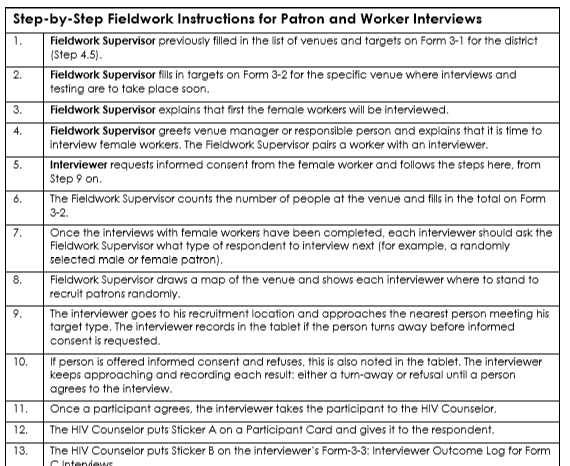 Step-by-Step Fieldwork Instructions for Patron and Worker Interviews
1. Fieldwork Supervisor previously filled in the list of venues and targets on Form 3-1 for the district
(Step 4.5).
2. Fieldwork Supervisor fills in targets on Form 3-2 for the specific venue where interviews and
testing are to take place soon.
3. Fieldwork Supervisor explains that first the female workers will be interviewed.
4. Fieldwork Supervisor greets venue manager or responsible person and explains that it is time to
interview female workers. The Fieldwork Supervisor pairs a worker with an interviewer.
5. Interviewer requests informed consent from the female worker and follows the steps here, from
Step 9 on.
6. The Fieldwork Supervisor counts the number of people at the venue and fills in the total on Form
3-2.
7. Once the interviews with female workers have been completed, each interviewer should ask the
Fieldwork Supervisor what type of respondent to interview next (for example, a randomly
selected male or female patron).
8. Fieldwork Supervisor draws a map of the venue and shows each interviewer where to stand to
recruit patrons randomly.
9. The interviewer goes to his recruitment location and approaches the nearest person meeting his
target type. The interviewer records in the tablet if the person turns away before informed
consent is requested.
10. If person is offered informed consent and refuses, this is also noted in the tablet. The interviewer
keeps approaching and recording each result: either a turn-away or refusal until a person
agrees to the interview.
11. Once a participant agrees, the interviewer takes the participant to the HIV Counselor.
12. The HIV Counselor puts Sticker A on a Participant Card and gives it to the respondent.
13. The HIV Counselor puts Sticker B on the interviewer's Form-3-3: Interviewer Outcome Log for Form
C Interviews